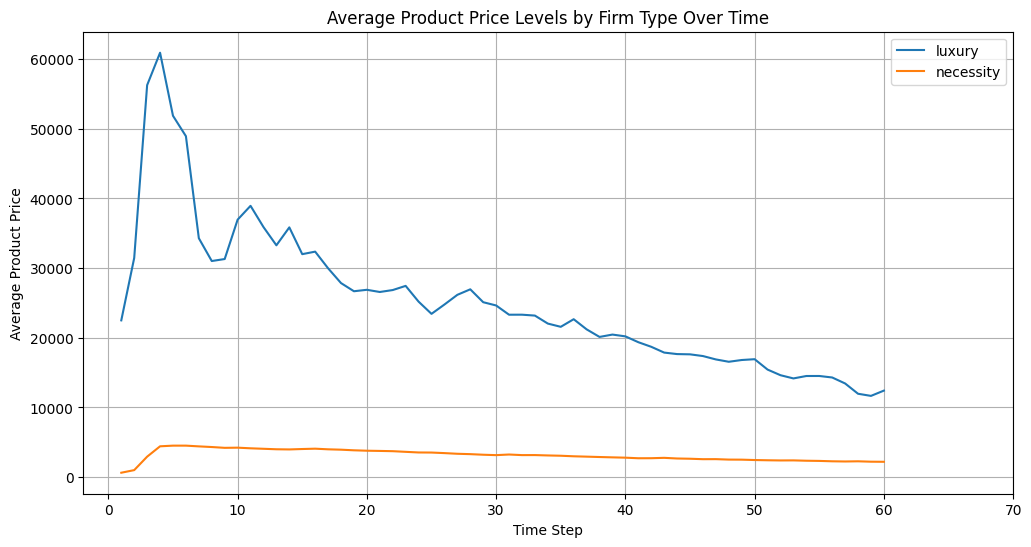 Average Product Price Levels by Firm Type Over Time
luxury
necessity
Average Product Price
60000
50000
40000
30000
20000
10000
0
0 10 20 30 40 50 60 70
Time Step